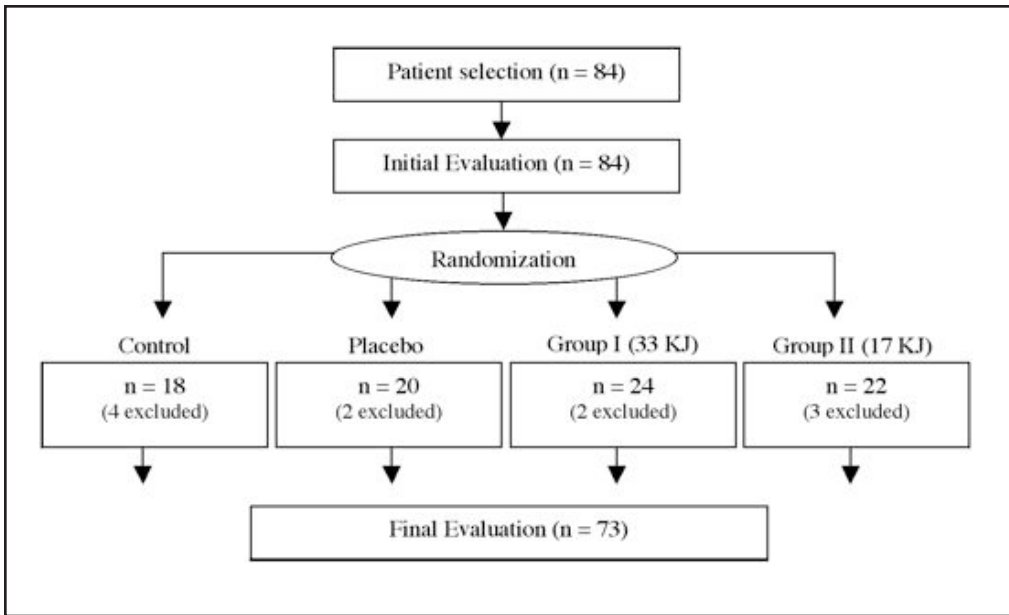 Patient selection (n = 84)
Initial Evaluation (n = 84)
Randomization
Control
n = 18
(4 excluded)
Placebo
n = 20
(2 excluded)
Group I (33 KJ)
n = 24
(2 excluded)
Group II (17 KJ)
n = 22
(3 excluded)
Final Evaluation (n = 73)